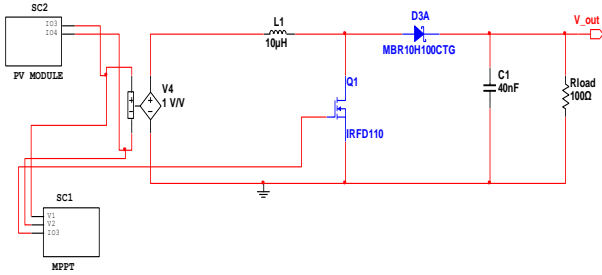 SC2
IO3
IO4
PV MODULE
L1
10µH
D3A
MBR10H100CTG
V_out
V4
1 V/V
Q1
IRFD110
C1
40nF
Rload
100Ω
SC1
V1
V2
IO3
MPPT